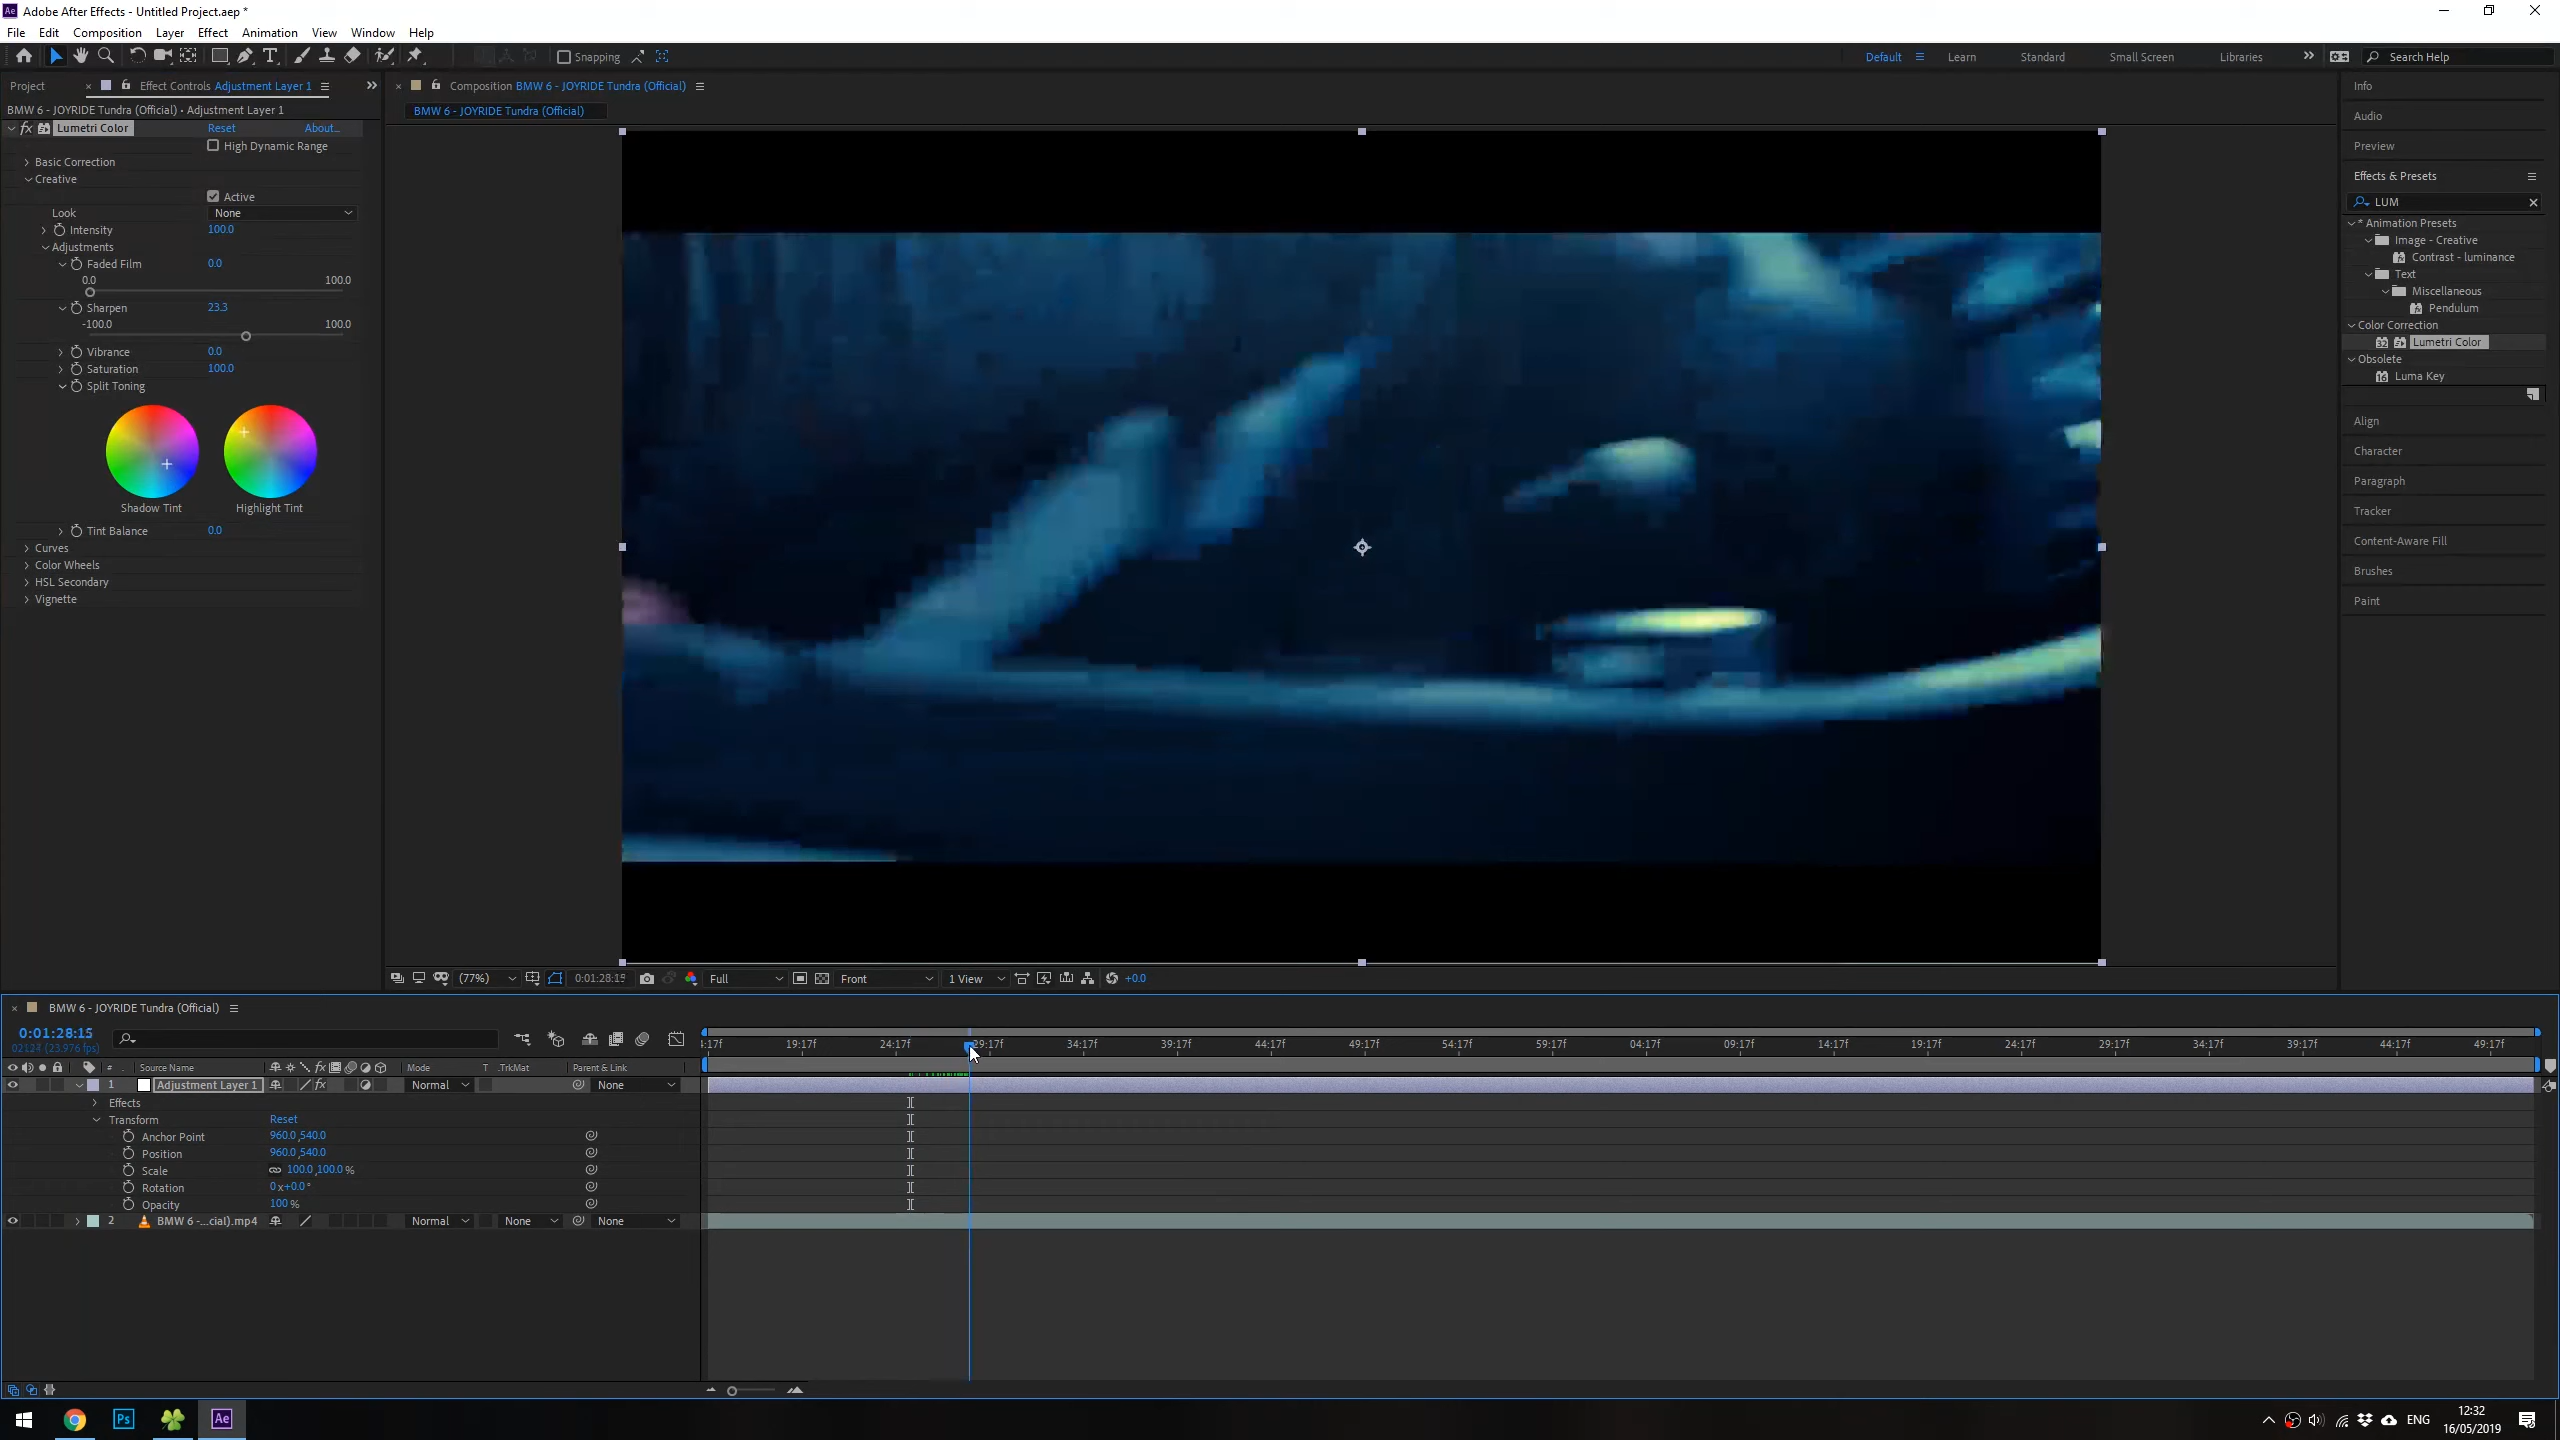 Adobe After Effects - Untitled Project.aep *
File Edit Composition Layer Effect Animation View Window Help
Snapping
Default Learn Standard Small Screen Libraries Search Help
Project Effect Controls Adjustment Layer 1
BMW 6 - JOYRIDE Tundra (Official) • Adjustment Layer 1
fx Lumetri Color Reset About...
High Dynamic Range
Basic Correction
Creative
Active
Look None
Intensity 100.0
Adjustments
Faded Film 0.0
0.0 100.0
Sharpen 23.3
-100.0 100.0
Vibrance 0.0
Saturation 100.0
Split Toning
Shadow Tint Highlight Tint
Tint Balance 0.0
Curves
Color Wheels
HSL Secondary
Vignette
Composition BMW 6 - JOYRIDE Tundra (Official)
BMW 6 - JOYRIDE Tundra (Official)
(77%) 0:01:28:15 Full Front 1 View +0.0
Info
Audio
Preview
Effects & Presets
LUM
* Animation Presets
Image - Creative
Contrast - luminance
Text
Miscellaneous
Pendulum
Color Correction
32 Lumetri Color
Obsolete
16 Luma Key
Align
Character
Paragraph
Tracker
Content-Aware Fill
Brushes
Paint
BMW 6 - JOYRIDE Tundra (Official)
0:01:28:15
(23.976 fps)
4:17f 19:17f 24:17f 29:17f 34:17f 39:17f 44:17f 49:17f 54:17f 59:17f 04:17f 09:17f 14:17f 19:17f 24:17f 29:17f 34:17f 39:17f 44:17f 49:17f
# Source Name fx Mode T .TrkMat Parent & Link
1 Adjustment Layer 1 fx Normal None
Effects
Transform Reset
Anchor Point 960.0,540.0
Position 960.0,540.0
Scale 100.0,100.0%
Rotation 0x+0.0°
Opacity 100%
2 BMW 6 -...cial).mp4 Normal None None
Ps Ae
ENG
12:32
16/05/2019